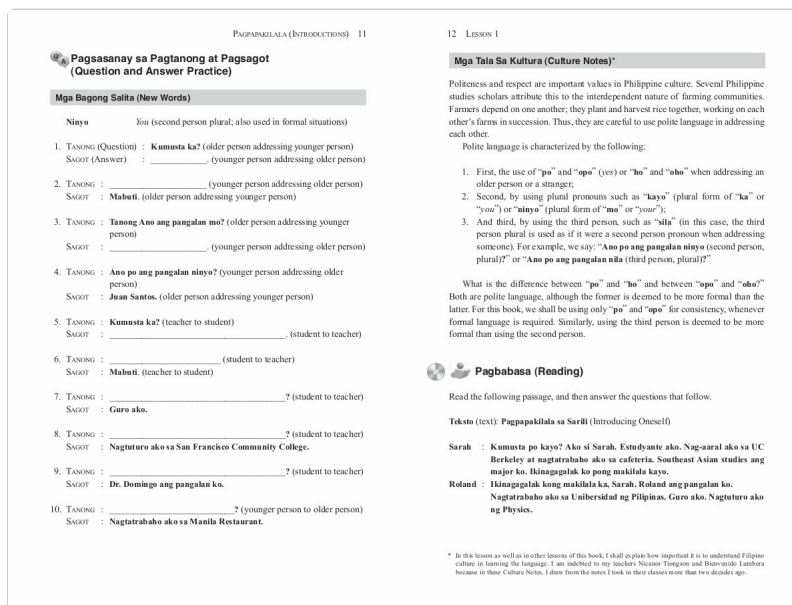 PAGPAPAKILALA (INTRODUCTIONS) 11
Q A
Pagsasanay sa Pagtanong at Pagsagot
(Question and Answer Practice)
Mga Bagong Salita (New Words)
Ninyo You (second person plural; also used in formal situations)
1. TANONG (Question) : Kumusta ka? (older person addressing younger person)
SAGOT (Answer) : ____________. (younger person addressing older person)
2. TANONG : ____________________ (younger person addressing older person)
SAGOT : Mabuti. (older person addressing younger person)
3. TANONG : Tanong Ano ang pangalan mo? (older person addressing younger
person)
SAGOT : ____________________. (younger person addressing older person)
4. TANONG : Ano po ang pangalan ninyo? (younger person addressing older
person)
SAGOT : Juan Santos. (older person addressing younger person)
5. TANONG : Kumusta ka? (teacher to student)
SAGOT : ___________________________________. (student to teacher)
6. TANONG : ______________________ (student to teacher)
SAGOT : Mabuti. (teacher to student)
7. TANONG : ___________________________________? (student to teacher)
SAGOT : Guro ako.
8. TANONG : ___________________________________? (student to teacher)
SAGOT : Nagtuturo ako sa San Francisco Community College.
9. TANONG : ___________________________________? (student to teacher)
SAGOT : Dr. Domingo ang pangalan ko.
10. TANONG : _________________________? (younger person to older person)
SAGOT : Nagtatrabaho ako sa Manila Restaurant.
12 LESSON 1
Mga Tala Sa Kultura (Culture Notes)*
Politeness and respect are important values in Philippine culture. Several Philippine
studies scholars attribute this to the interdependent nature of farming communities.
Farmers depend on one another; they plant and harvest rice together, working on each
other's farms in succession. Thus, they are careful to use polite language in addressing
each other.
Polite language is characterized by the following:
1. First, the use of “po” and “opo” (yes) or “ho” and “oho” when addressing an
older person or a stranger;
2. Second, by using plural pronouns such as “kayo” (plural form of “ka” or
“you”) or “ninyo” (plural form of “mo” or “your”);
3. And third, by using the third person, such as “sila” (in this case, the third
person plural is used as if it were a second person pronoun when addressing
someone). For example, we say: “Ano po ang pangalan ninyo (second person,
plural)?” or “Ano po ang pangalan nila (third person, plural)?”
What is the difference between “po” and “ho” and between “opo” and “oho?”
Both are polite language, although the former is deemed to be more formal than the
latter. For this book, we shall be using only “po” and “opo” for consistency, whenever
formal language is required. Similarly, using the third person is deemed to be more
formal than using the second person.
Pagbabasa (Reading)
Read the following passage, and then answer the questions that follow.
Teksto (text): Pagpapakilala sa Sarili (Introducing Oneself)
Sarah : Kumusta po kayo? Ako si Sarah. Estudyante ako. Nag-aaral ako sa UC
Berkeley at nagtatrabaho ako sa cafeteria. Southeast Asian studies ang
major ko. Ikinagagalak ko pong makilala kayo.
Roland : Ikinagagalak kong makilala ka, Sarah. Roland ang pangalan ko.
Nagtatrabaho ako sa Unibersidad ng Pilipinas. Guro ako. Nagtuturo ako
ng Physics.
* In this lesson as well as in other lessons of this book, I shall explain how important it is to understand Filipino
culture in learning the language. I am indebted to my teachers Nicanor Tiongson and Bienvenido Lumbera
because in these Culture Notes, I draw from the notes I took in their classes more than two decades ago.